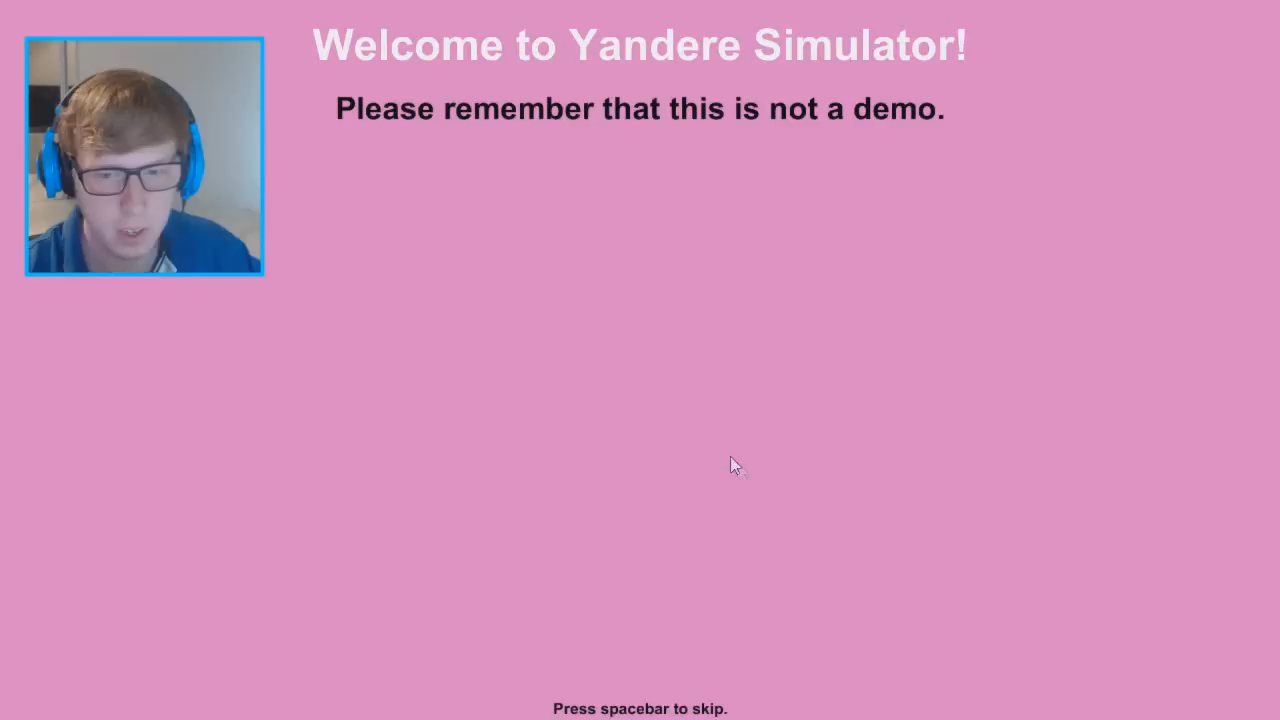 Welcome to Yandere Simulator!
Please remember that this is not a demo.
Press spacebar to skip.